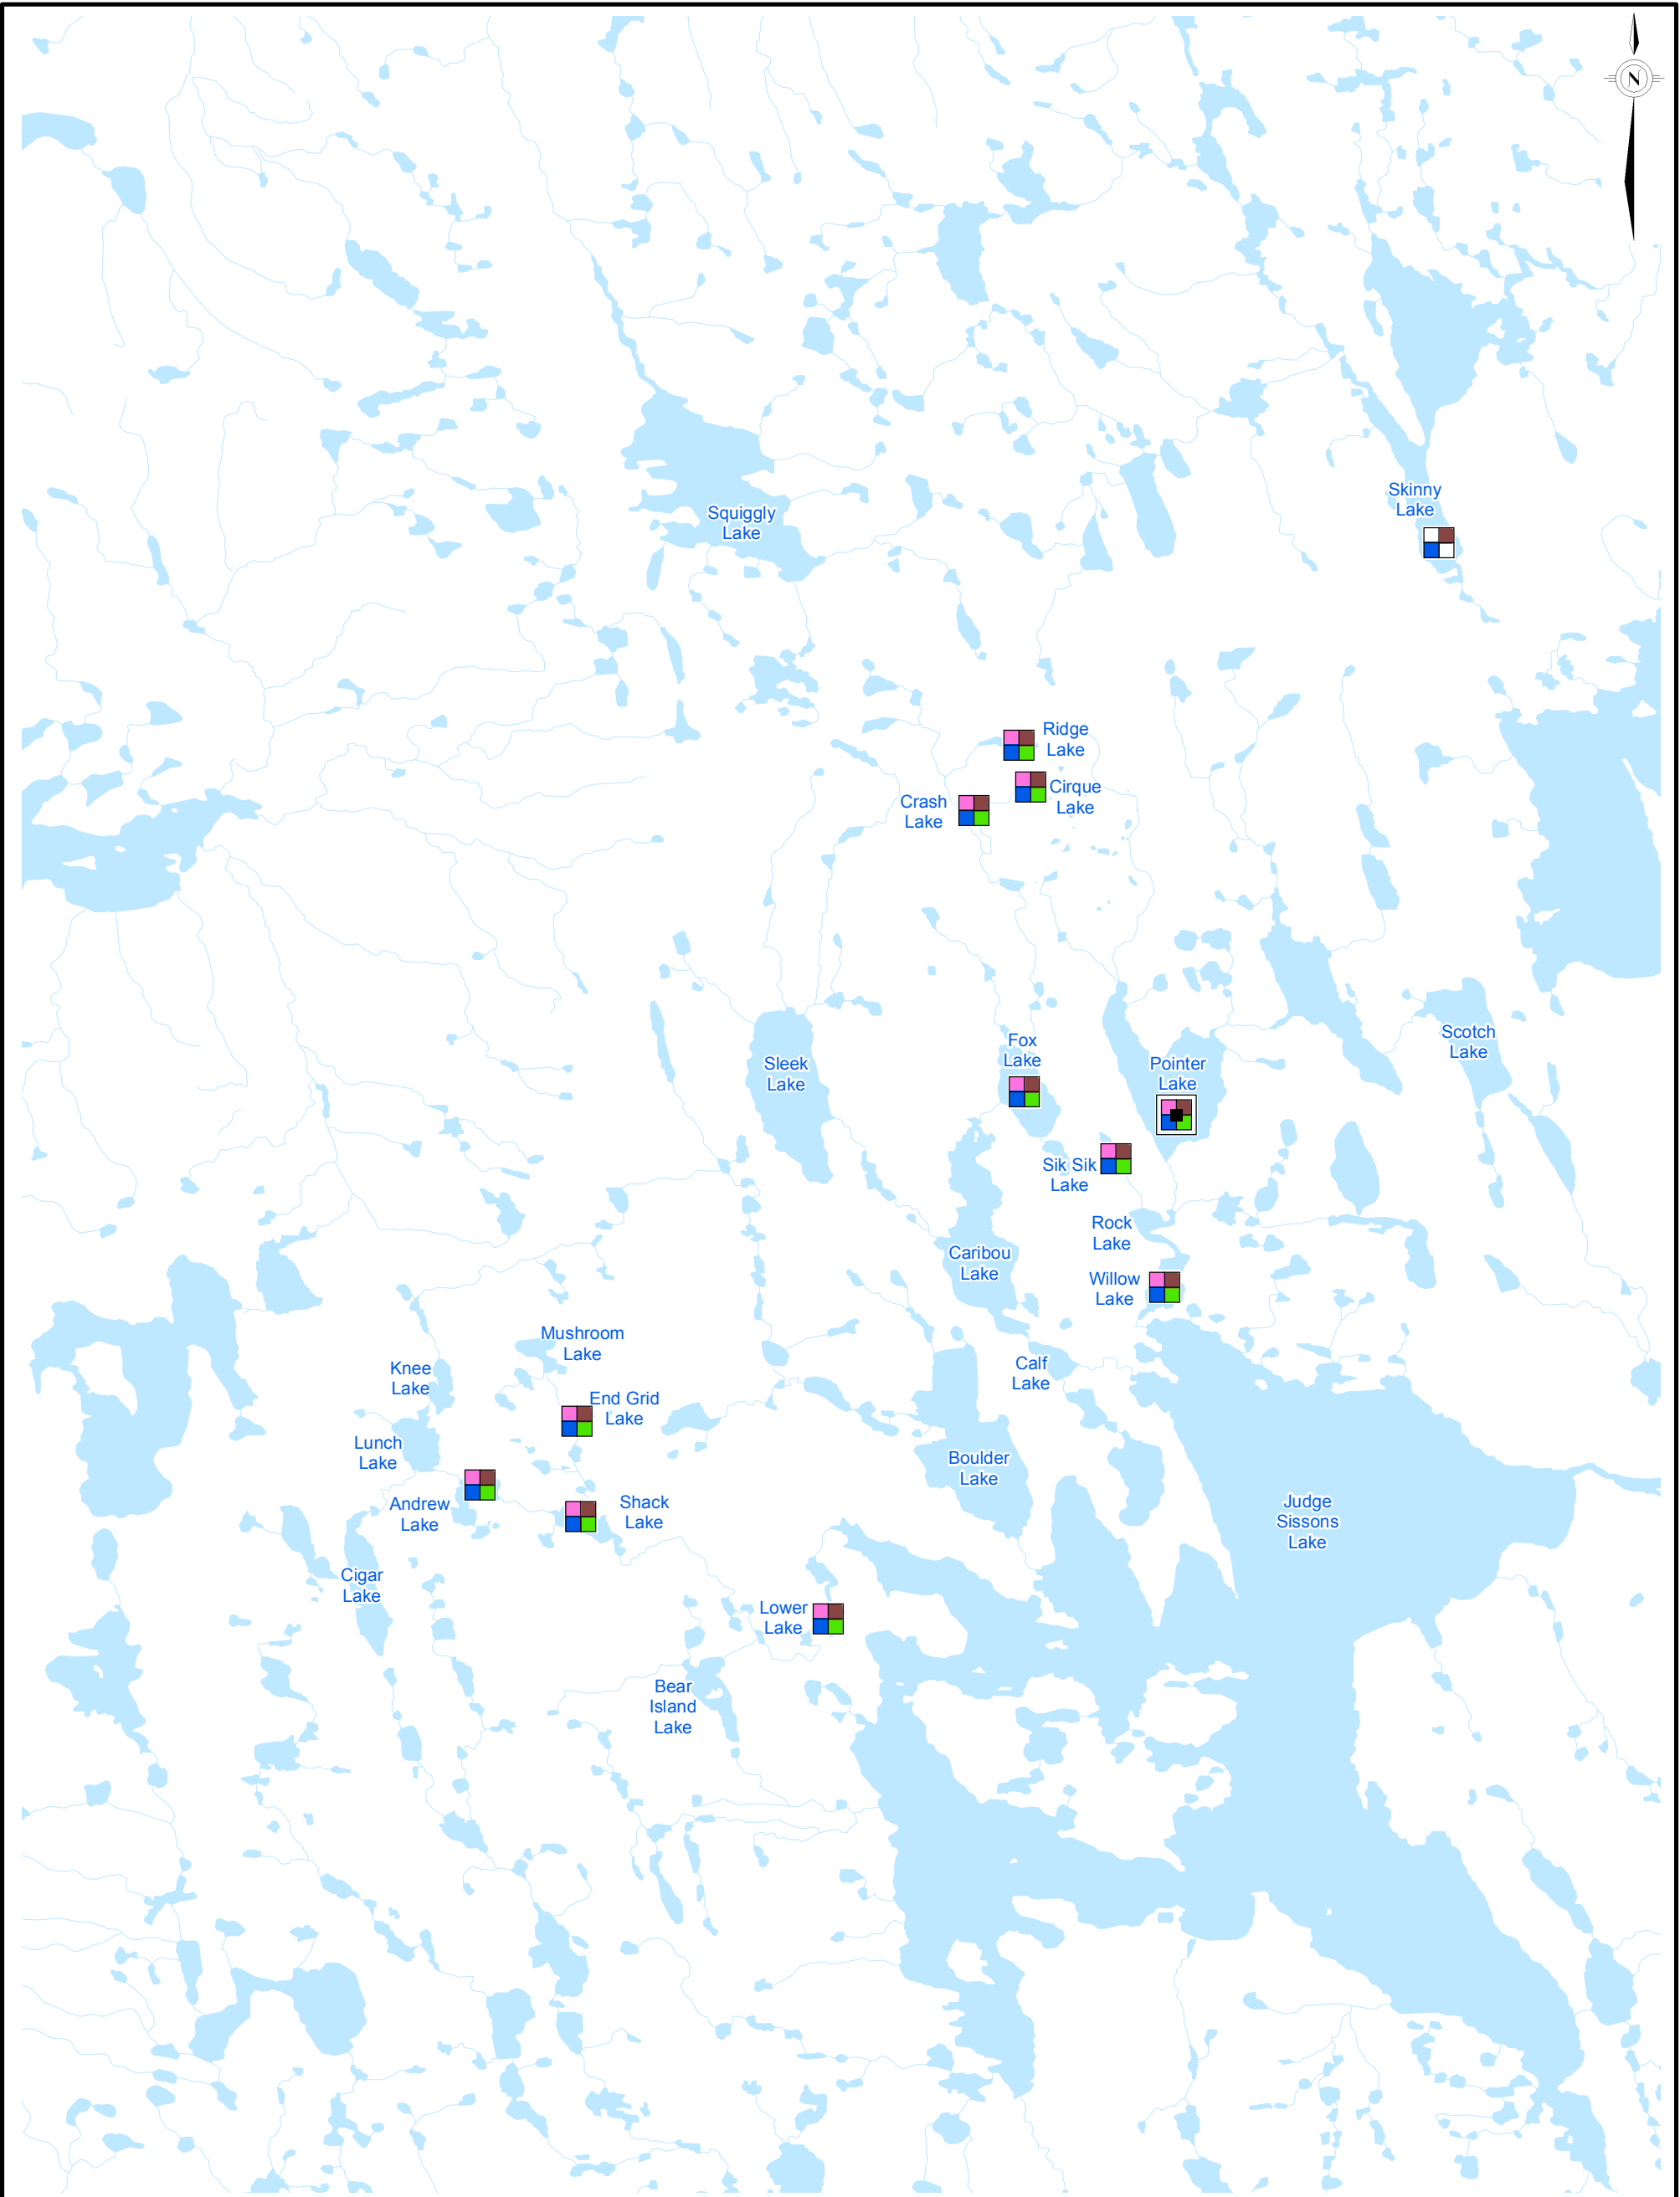 N
Skinny
Lake
Squiggly
Lake
Ridge
Lake
Cirque
Lake
Crash
Lake
Fox
Lake
Scotch
Lake
Sleek
Lake
Pointer
Lake
Sik Sik
Lake
Rock
Lake
Caribou
Lake
Willow
Lake
Mushroom
Lake
Knee
Lake
Calf
Lake
End Grid
Lake
Lunch
Lake
Boulder
Lake
Andrew
Lake
Shack
Lake
Judge
Sissons
Lake
Cigar
Lake
Lower
Lake
Bear
Island
Lake